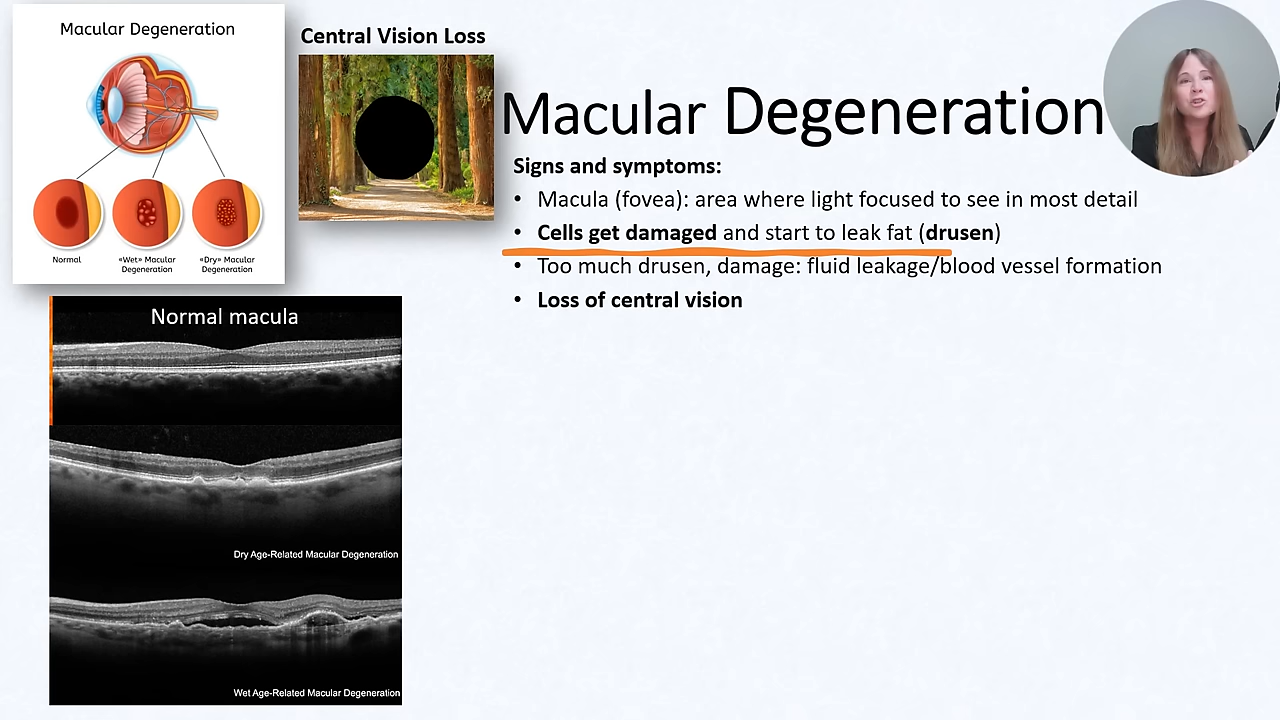 Macular Degeneration
Normal
«Wet» Macular
Degeneration
«Dry» Macular
Degeneration
Central Vision Loss
Macular Degeneration
Signs and symptoms:
• Macula (fovea): area where light focused to see in most detail
• Cells get damaged and start to leak fat (drusen)
• Too much drusen, damage: fluid leakage/blood vessel formation
• Loss of central vision
Normal macula
Dry Age-Related Macular Degeneration
Wet Age-Related Macular Degeneration